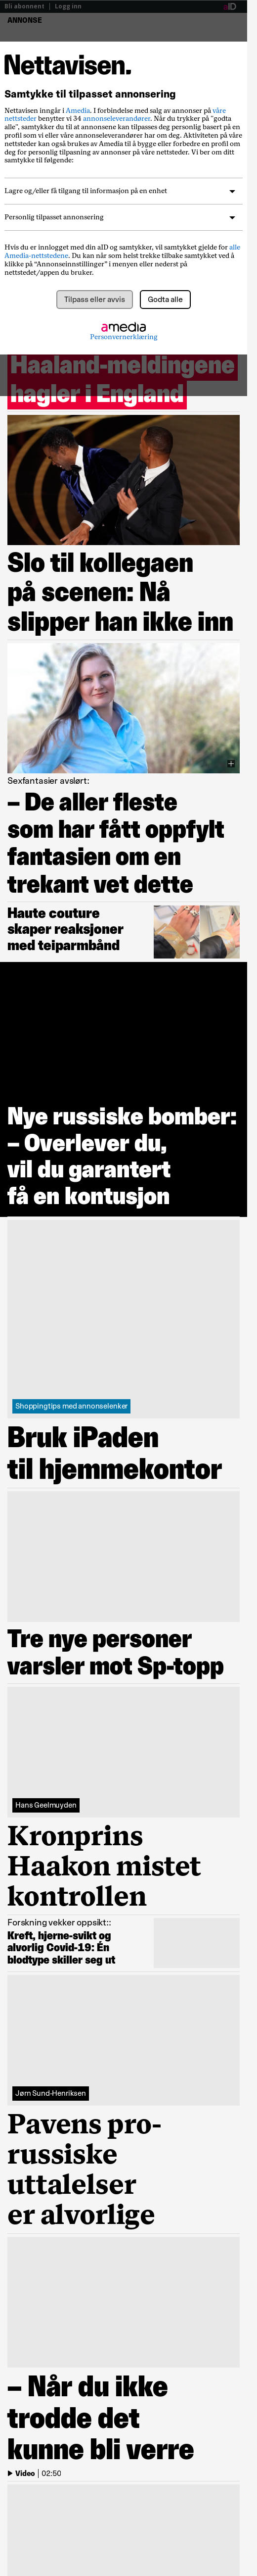 Bli abonnent | Logg inn
aID
ANNONSE
Nettavisen.
Samtykke til tilpasset annonsering
Nettavisen inngår i Amedia. I forbindelse med salg av annonser på våre
nettsteder benytter vi 34 annonseleverandører. Når du trykker på "godta
alle", samtykker du til at annonsene kan tilpasses deg personlig basert på en
profil som vi eller våre annonseleverandører har om deg. Aktiviteten på våre
nettsteder kan også brukes av Amedia til å bygge eller forbedre en profil om
deg for personlig tilpasning av annonser på våre nettsteder. Vi ber om ditt
samtykke til følgende:
Lagre og/eller få tilgang til informasjon på en enhet
Personlig tilpasset annonsering
Hvis du er innlogget med din aID og samtykker, vil samtykket gjelde for alle
Amedia-nettstedene. Du kan når som helst trekke tilbake samtykket ved å
klikke på “Annonseinnstillinger” i menyen eller nederst på
nettstedet/appen du bruker.
Tilpass eller avvis
Godta alle
amedia
Personvernerklæring
Haaland-meldingene
hagler i England
Slo til kollegaen
på scenen: Nå
slipper han ikke inn
Sexfantasier avslørt:
– De aller fleste
som har fått oppfylt
fantasien om en
trekant vet dette
Haute couture
skaper reaksjoner
med teiparmbånd
Nye russiske bomber:
– Overlever du,
vil du garantert
få en kontusjon
Shoppingtips med annonselenker
Bruk iPaden
til hjemmekontor
Tre nye personer
varsler mot Sp-topp
Hans Geelmuyden
Kronprins
Haakon mistet
kontrollen
Forskning vekker oppsikt::
Kreft, hjerne-svikt og
alvorlig Covid-19: Én
blodtype skiller seg ut
Jørn Sund-Henriksen
Pavens pro-
russiske
uttalelser
er alvorlige
– Når du ikke
trodde det
kunne bli verre
Video | 02:50